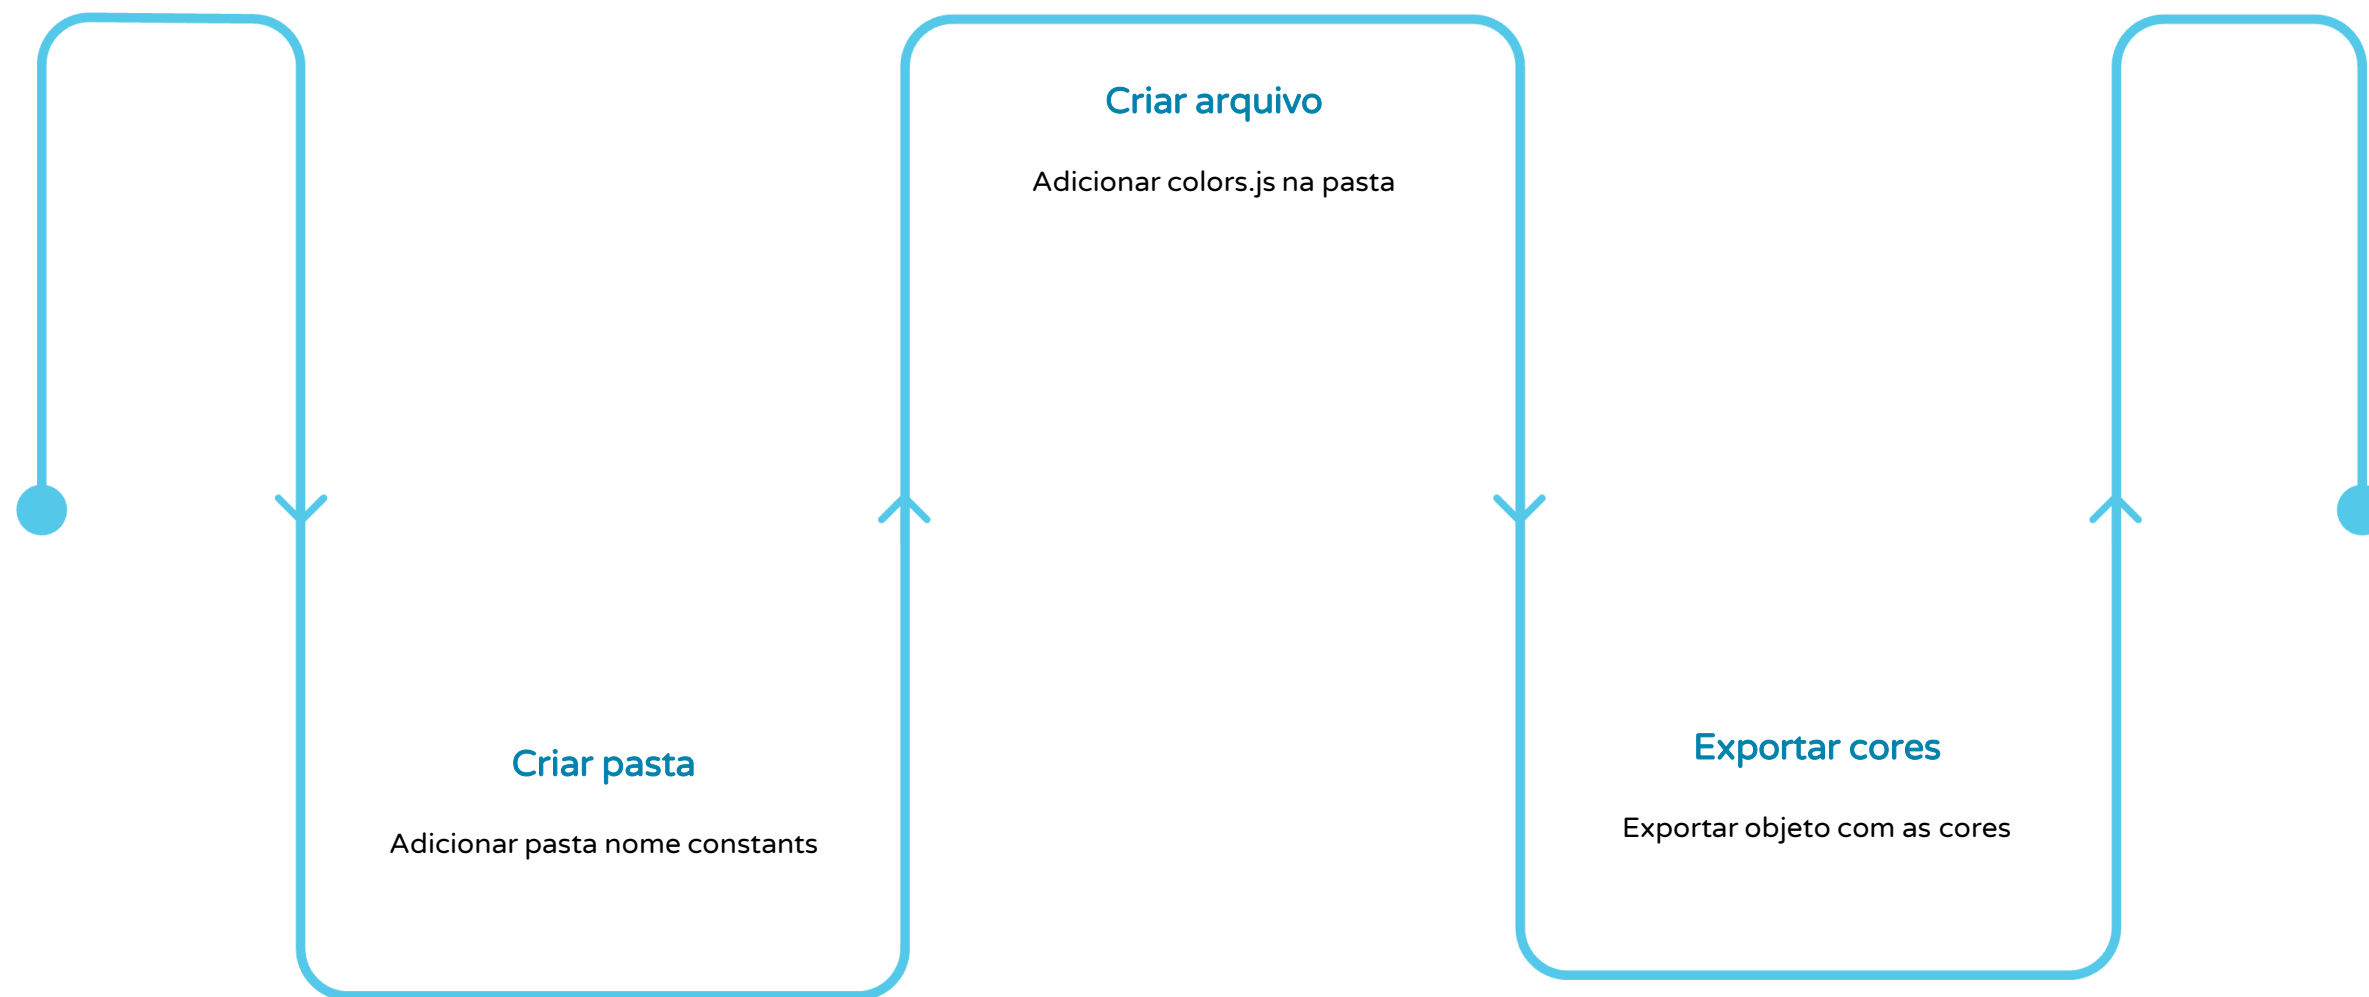 Criar pasta
Adicionar pasta nome constants
Criar arquivo
Adicionar colors.js na pasta
Exportar cores
Exportar objeto com as cores